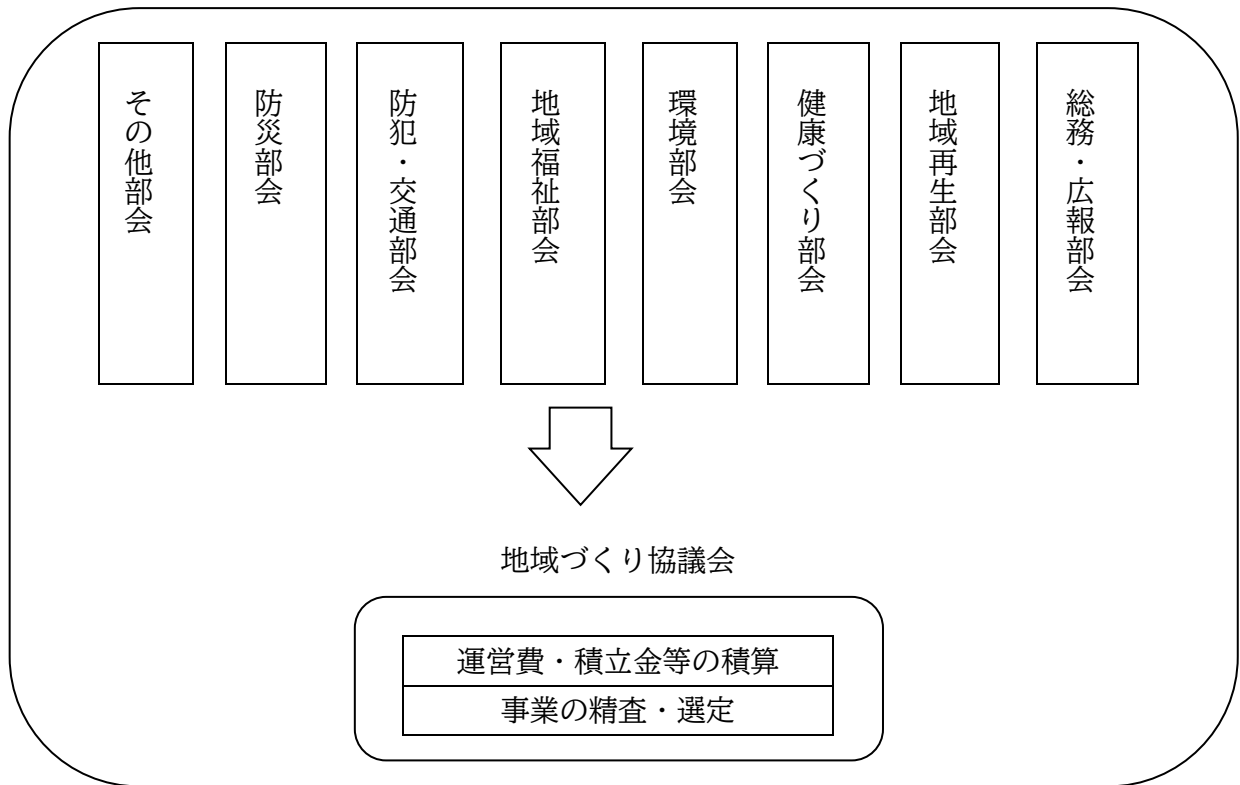 総務・広報部会
地域再生部会
健康づくり部会
環境部会
地域福祉部会
防犯・交通部会
防災部会
その他部会
地域づくり協議会
運営費・積立金等の積算
事業の精査・選定